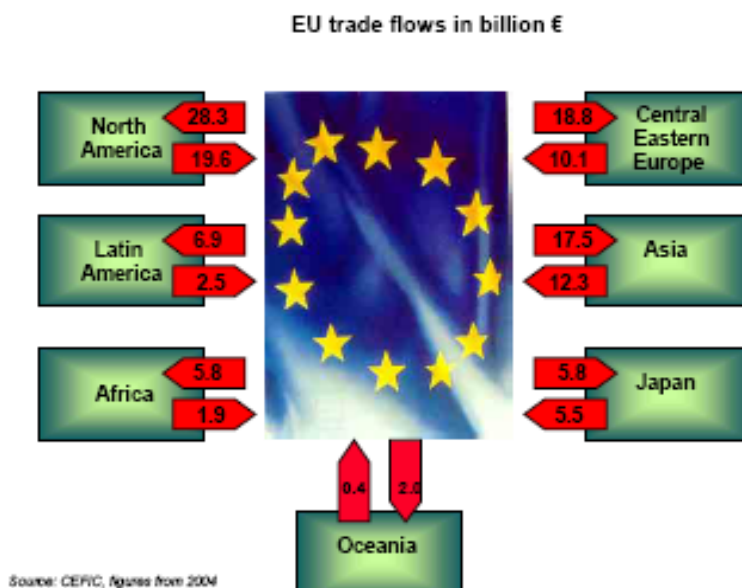 EU trade flows in billion €
North
America
28.3
19.6
18.8
10.1
Central
Eastern
Europe
Latin
America
6.9
2.5
17.5
12.3
Asia
Africa
5.8
1.9
5.8
5.5
Japan
0.4
2.0
Oceania
Source: CEFIC, figures from 2004